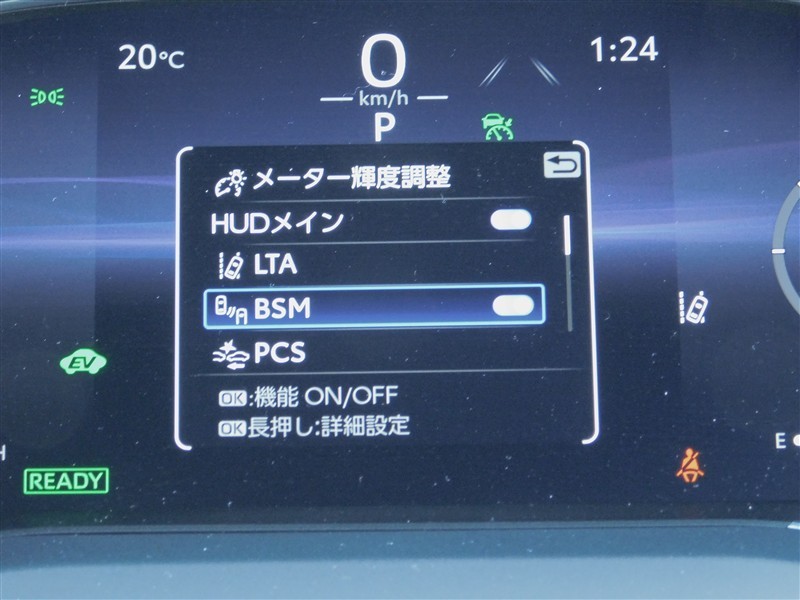 20℃
0
1:24
km/h
P
メーター輝度調整
HUDメイン
LTA
BSM
PCS
OK:機能 ON/OFF
OK長押し:詳細設定
EV
READY
H
E